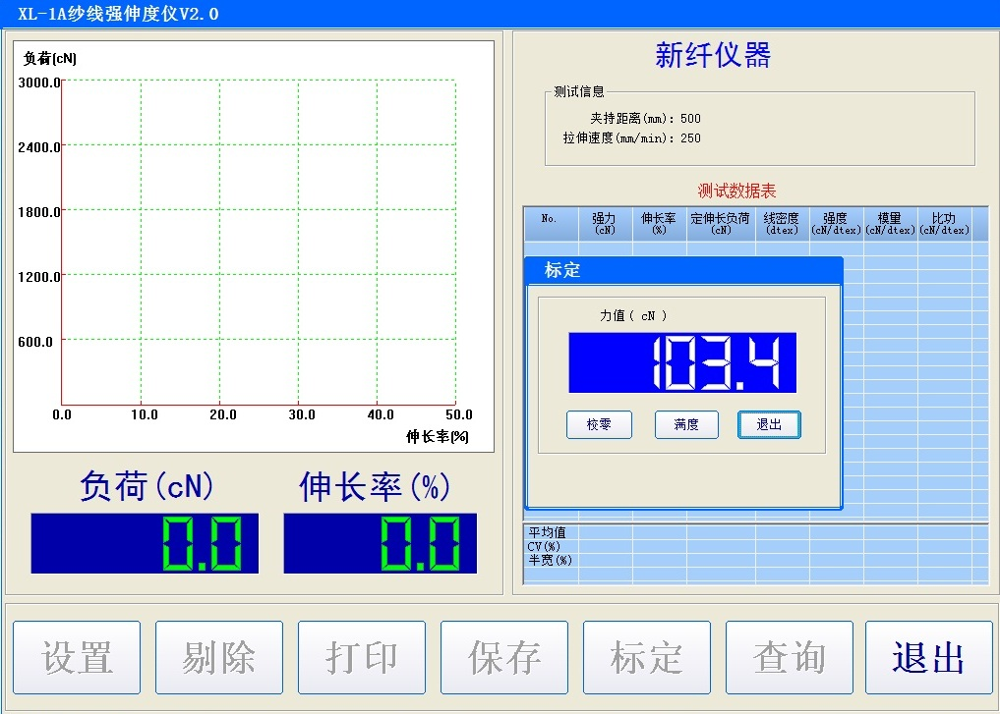 XL-1A纱线强伸度仪V2.0
负荷(cN)
3000.0
2400.0
1800.0
1200.0
600.0
0.0 10.0 20.0 30.0 40.0 50.0
伸长率(%)
负荷(cN) 伸长率(%)
0.0 0.0
新纤仪器
测试信息
夹持距离(mm): 500
拉伸速度(mm/min): 250
测试数据表
No. 强力 伸长率 定伸长负荷 线密度 强度 模量 比功
(cN) (%) (cN) (dtex) (cN/dtex) (cN/dtex) (cN/dtex)
标定
力值( cN )
103.4
校零 满度 退出
平均值
CV(%)
半宽(%)
设置 剔除 打印 保存 标定 查询 退出